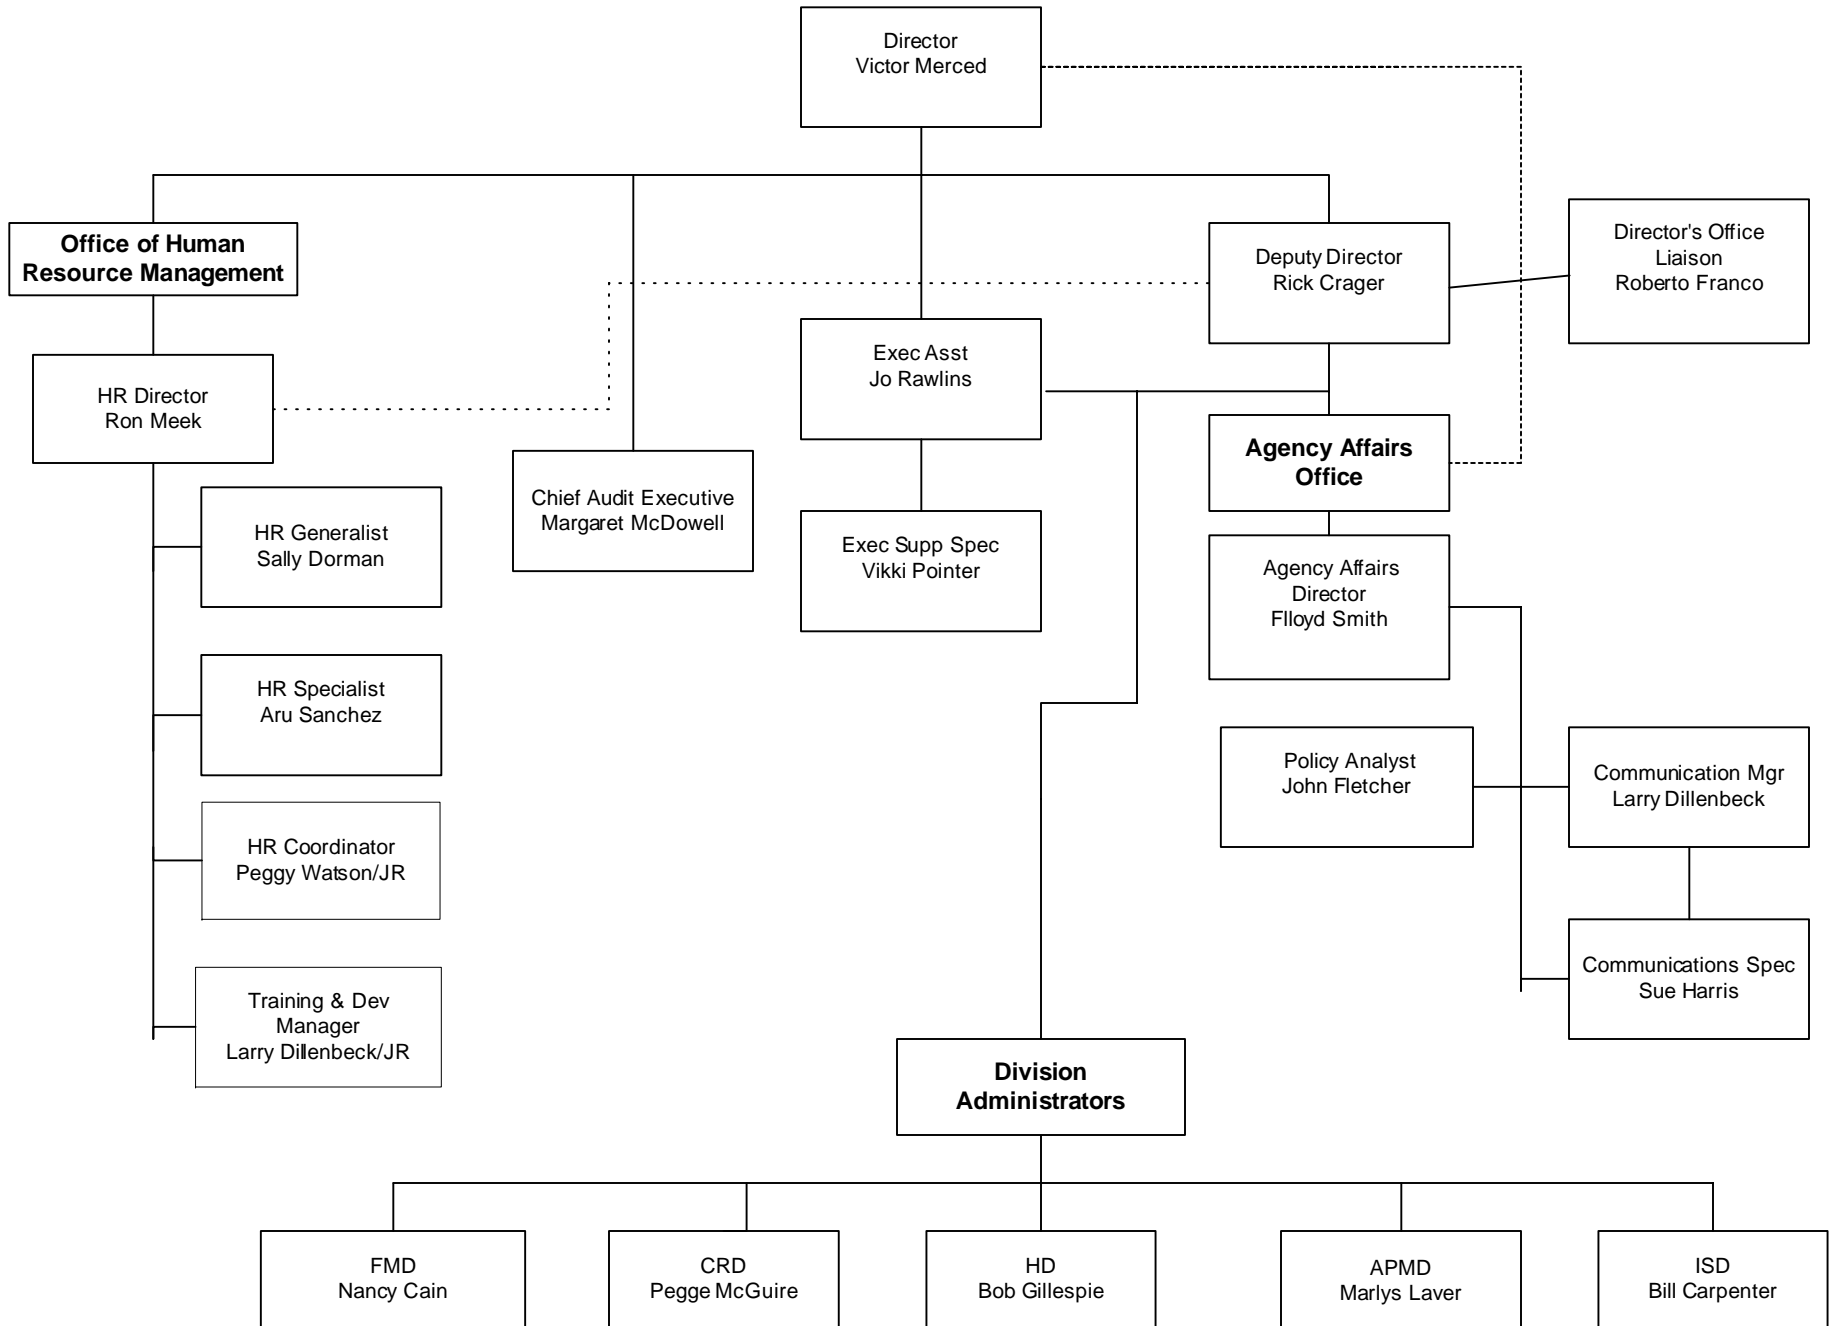 Director
Victor Merced
Office of Human
Resource Management
Deputy Director
Rick Crager
Director's Office
Liaison
Roberto Franco
HR Director
Ron Meek
Exec Asst
Jo Rawlins
Agency Affairs
Office
Chief Audit Executive
Margaret McDowell
HR Generalist
Sally Dorman
Exec Supp Spec
Vikki Pointer
Agency Affairs
Director
Flloyd Smith
HR Specialist
Aru Sanchez
Policy Analyst
John Fletcher
Communication Mgr
Larry Dillenbeck
HR Coordinator
Peggy Watson/JR
Communications Spec
Sue Harris
Training & Dev
Manager
Larry Dillenbeck/JR
Division
Administrators
FMD
Nancy Cain
CRD
Pegge McGuire
HD
Bob Gillespie
APMD
Marlys Laver
ISD
Bill Carpenter